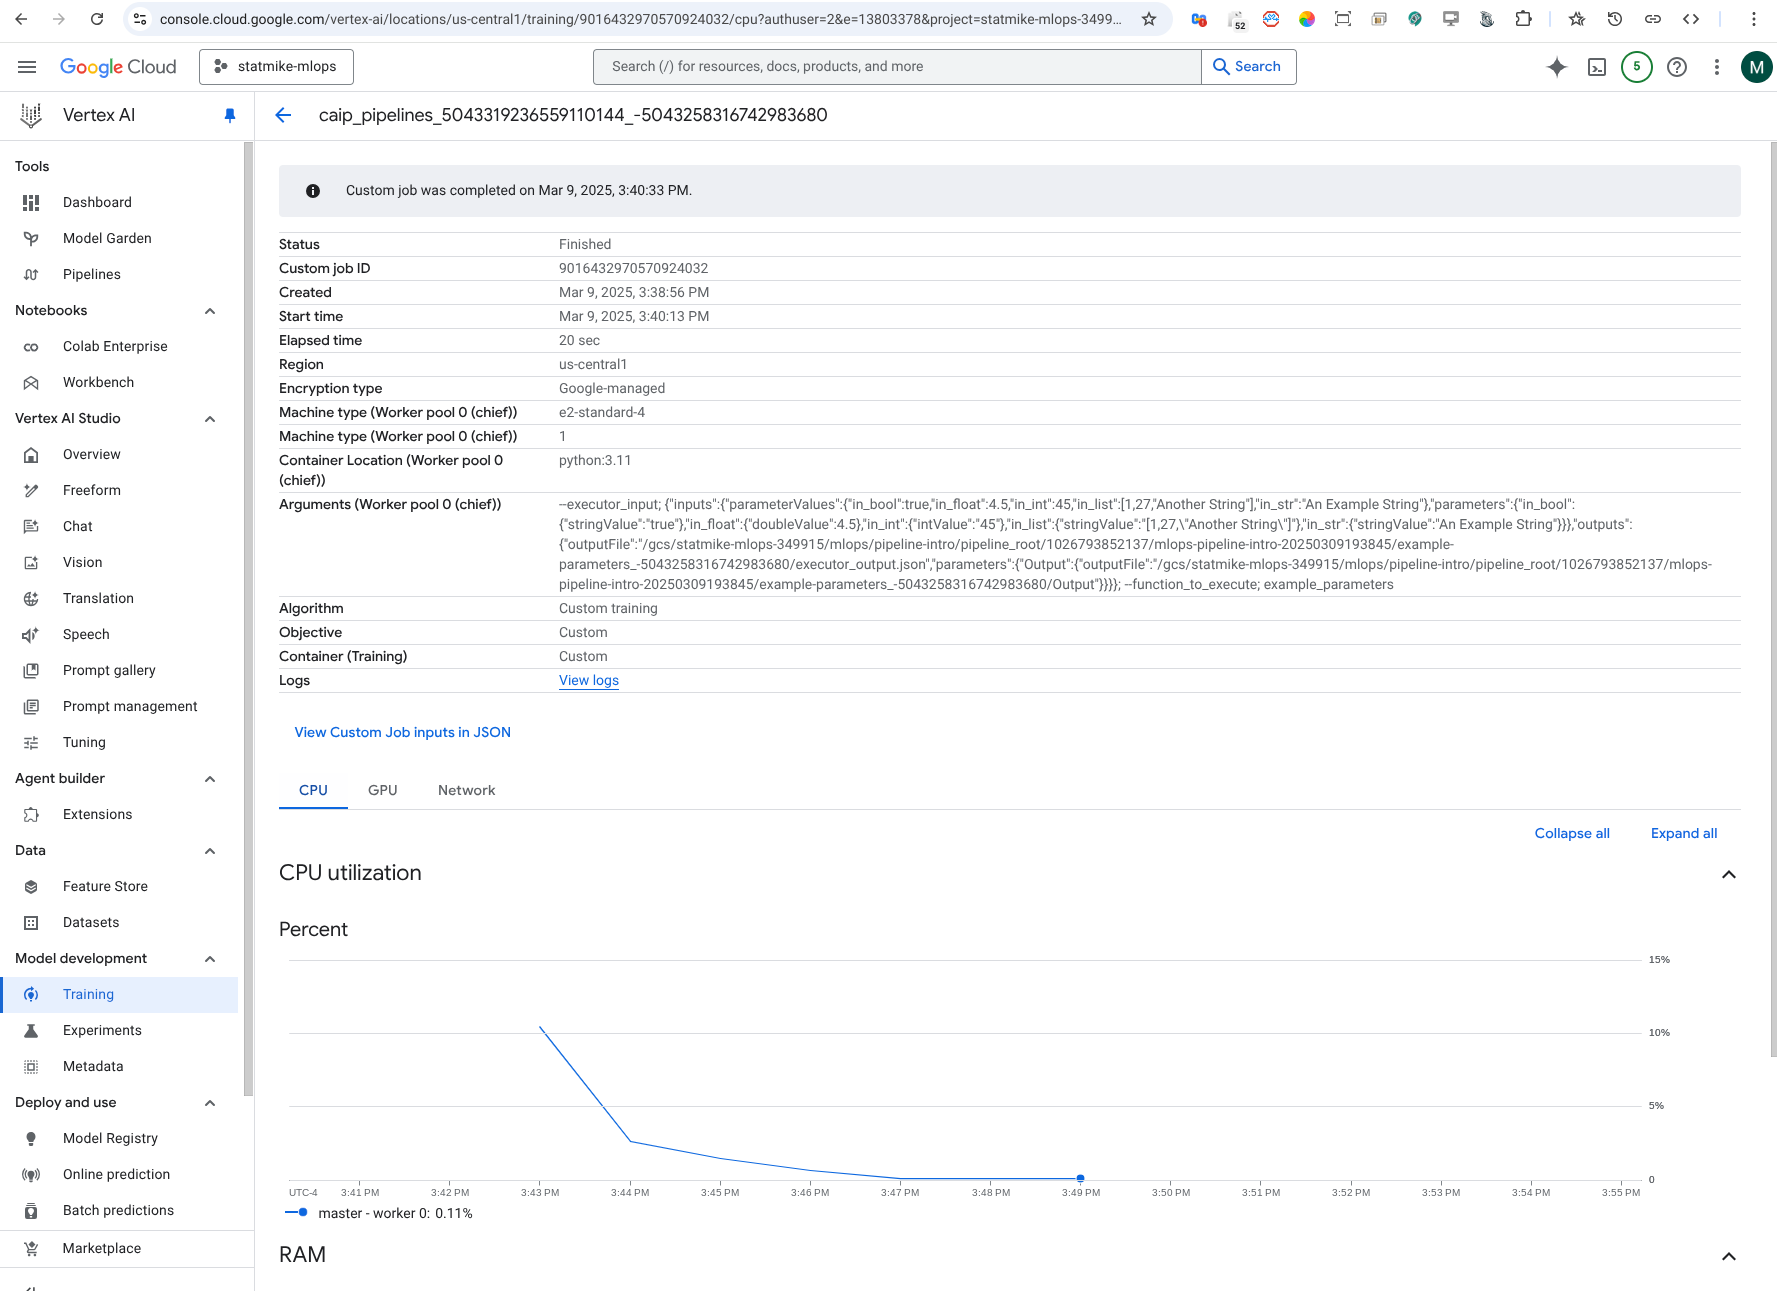 console.cloud.google.com/vertex-ai/locations/us-central1/training/9016432970570924032/cpu?authuser=2&e=13803378&project=statmike-mlops-3499...
52
Google Cloud
statmike-mlops
Search (/) for resources, docs, products, and more
Search
5
M
Vertex AI
caip_pipelines_5043319236559110144_-5043258316742983680
Tools
Dashboard
Model Garden
Pipelines
Notebooks
Colab Enterprise
Workbench
Vertex AI Studio
Overview
Freeform
Chat
Vision
Translation
Speech
Prompt gallery
Prompt management
Tuning
Agent builder
Extensions
Data
Feature Store
Datasets
Model development
Training
Experiments
Metadata
Deploy and use
Model Registry
Online prediction
Batch predictions
Marketplace
Custom job was completed on Mar 9, 2025, 3:40:33 PM.
Status Finished
Custom job ID 9016432970570924032
Created Mar 9, 2025, 3:38:56 PM
Start time Mar 9, 2025, 3:40:13 PM
Elapsed time 20 sec
Region us-central1
Encryption type Google-managed
Machine type (Worker pool 0 (chief)) e2-standard-4
Machine type (Worker pool 0 (chief)) 1
Container Location (Worker pool 0 python:3.11
(chief))
Arguments (Worker pool 0 (chief)) --executor_input; {"inputs":{"parameterValues":{"in_bool":true,"in_float":4.5,"in_int":45,"in_list":[1,27,"Another String"],"in_str":"An Example String"},"parameters":{"in_bool":
{"stringValue":"true"},"in_float":{"doubleValue":4.5},"in_int":{"intValue":"45"},"in_list":{"stringValue":"[1,27,\"Another String\"]"},"in_str":{"stringValue":"An Example String"}}},"outputs":
{"outputFile":"/gcs/statmike-mlops-349915/mlops/pipeline-intro/pipeline_root/1026793852137/mlops-pipeline-intro-20250309193845/example-
parameters_-5043258316742983680/executor_output.json","parameters":{"Output":{"outputFile":"/gcs/statmike-mlops-349915/mlops/pipeline-intro/pipeline_root/1026793852137/mlops-
pipeline-intro-20250309193845/example-parameters_-5043258316742983680/Output"}}}}; --function_to_execute; example_parameters
Algorithm Custom training
Objective Custom
Container (Training) Custom
Logs View logs
View Custom Job inputs in JSON
CPU GPU Network
Collapse all Expand all
CPU utilization
Percent
15%
10%
5%
0
UTC-4 3:41 PM 3:42 PM 3:43 PM 3:44 PM 3:45 PM 3:46 PM 3:47 PM 3:48 PM 3:49 PM 3:50 PM 3:51 PM 3:52 PM 3:53 PM 3:54 PM 3:55 PM
master - worker 0: 0.11%
RAM